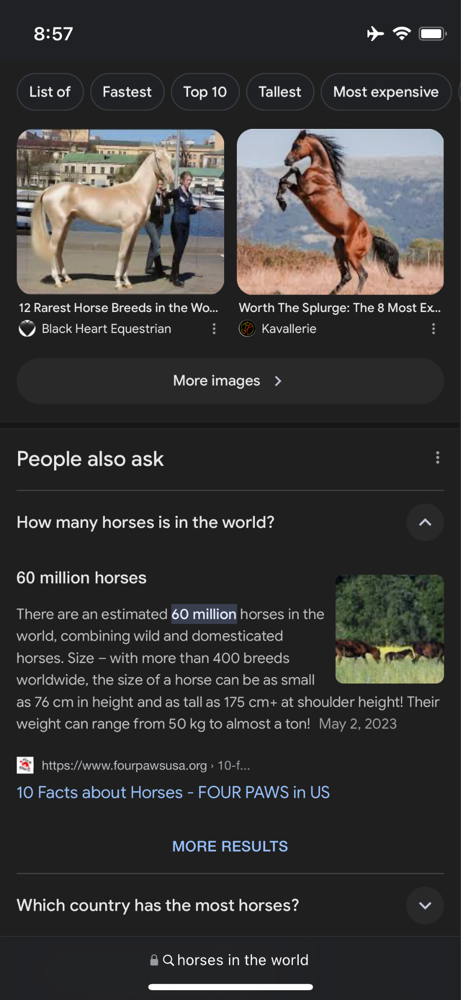 8:57
List of
Fastest
Top 10
Tallest
Most expensive
12 Rarest Horse Breeds in the Wo...
Worth The Splurge: The 8 Most Ex...
Black Heart Equestrian
Kavallerie
More images
People also ask
How many horses is in the world?
60 million horses
There are an estimated 60 million horses in the
world, combining wild and domesticated
horses. Size – with more than 400 breeds
worldwide, the size of a horse can be as small
as 76 cm in height and as tall as 175 cm+ at shoulder height! Their
weight can range from 50 kg to almost a ton! May 2, 2023
https://www.fourpawsusa.org › 10-f...
10 Facts about Horses - FOUR PAWS in US
MORE RESULTS
Which country has the most horses?
horses in the world